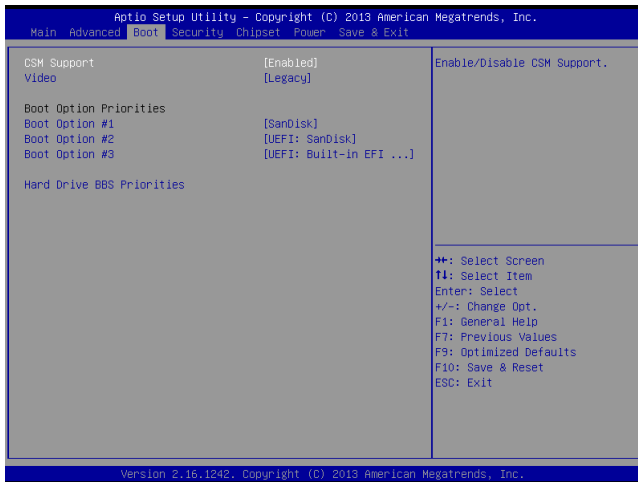 Aptio Setup Utility – Copyright (C) 2013 American Megatrends, Inc.
Main Advanced Boot Security Chipset Power Save & Exit
CSM Support [Enabled] Enable/Disable CSM Support.
Video [Legacy]
Boot Option Priorities
Boot Option #1 [SanDisk]
Boot Option #2 [UEFI: SanDisk]
Boot Option #3 [UEFI: Built-in EFI ...]
Hard Drive BBS Priorities
→←: Select Screen
↑↓: Select Item
Enter: Select
+/-: Change Opt.
F1: General Help
F7: Previous Values
F9: Optimized Defaults
F10: Save & Reset
ESC: Exit
Version 2.16.1242. Copyright (C) 2013 American Megatrends, Inc.